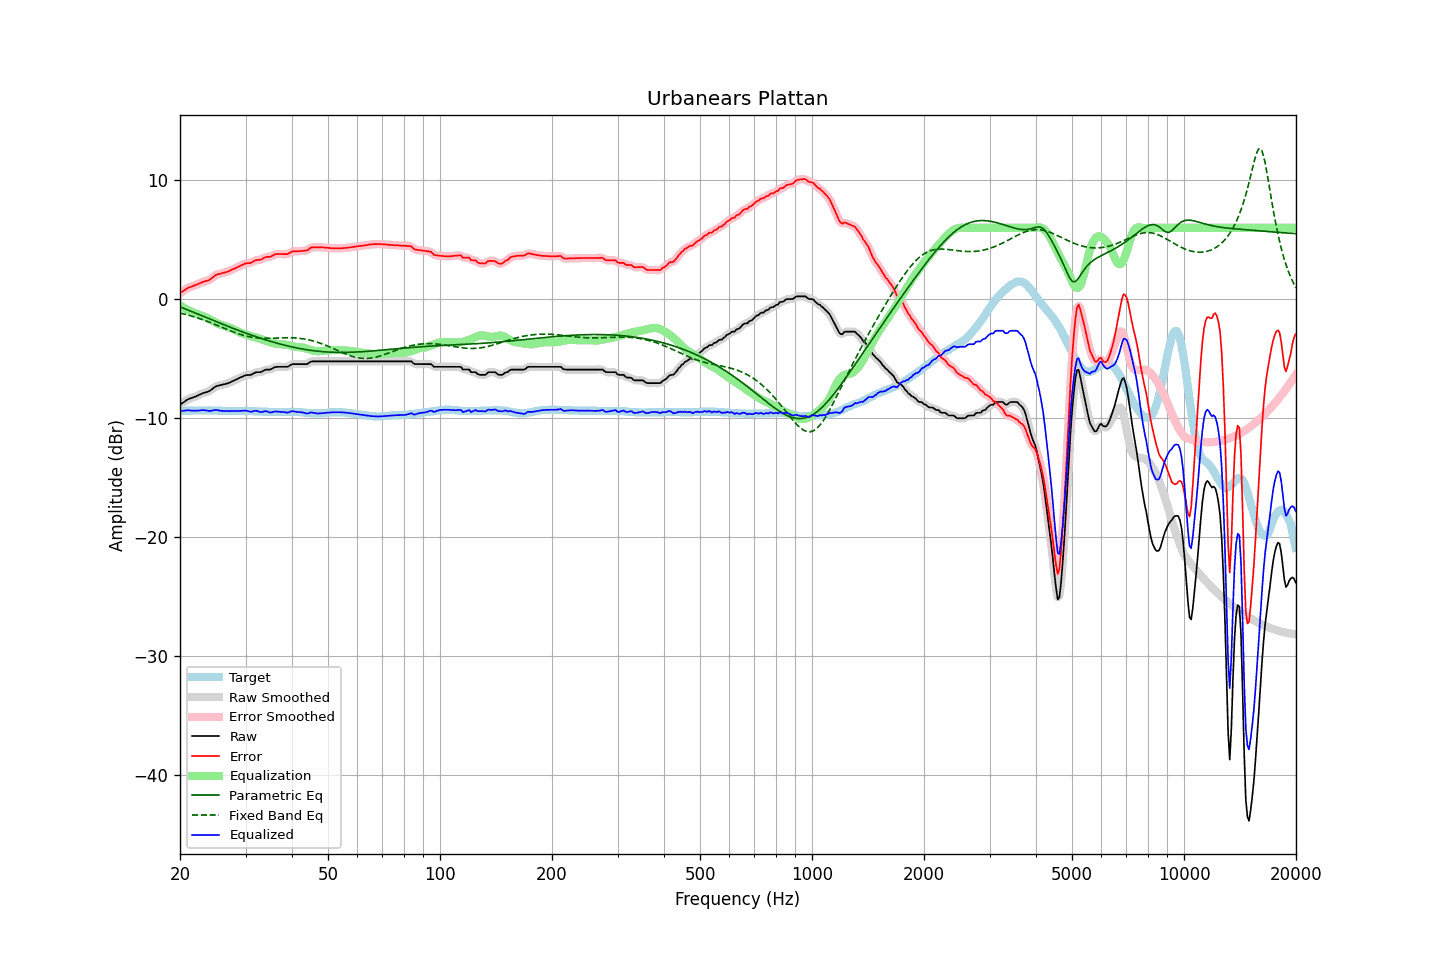 Urbanears Plattan
Amplitude (dBr)
10
0
−10
−20
−30
−40
Target
Raw Smoothed
Error Smoothed
Raw
Error
Equalization
Parametric Eq
Fixed Band Eq
Equalized
20 50 100 200 500 1000 2000 5000 10000 20000
Frequency (Hz)